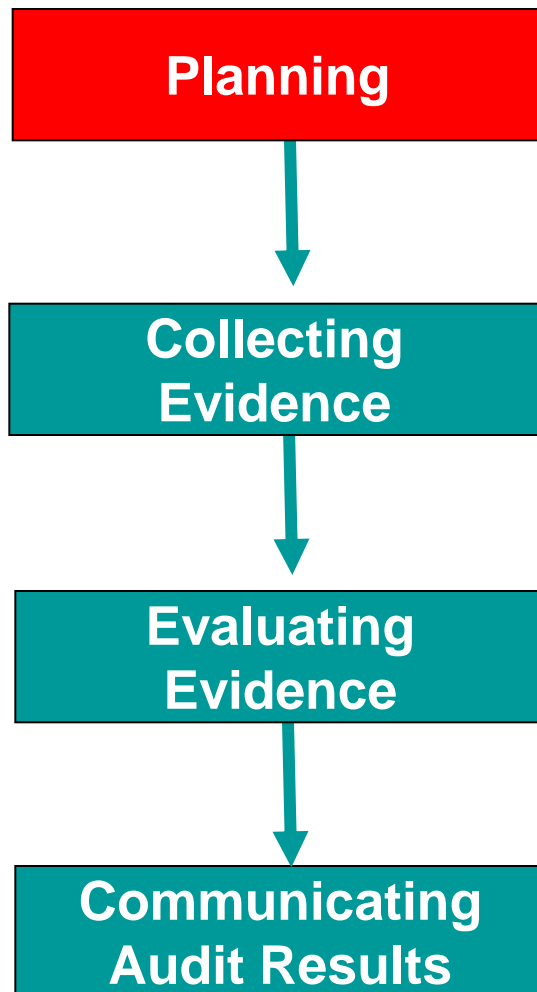 Planning
Collecting
Evidence
Evaluating
Evidence
Communicating
Audit Results